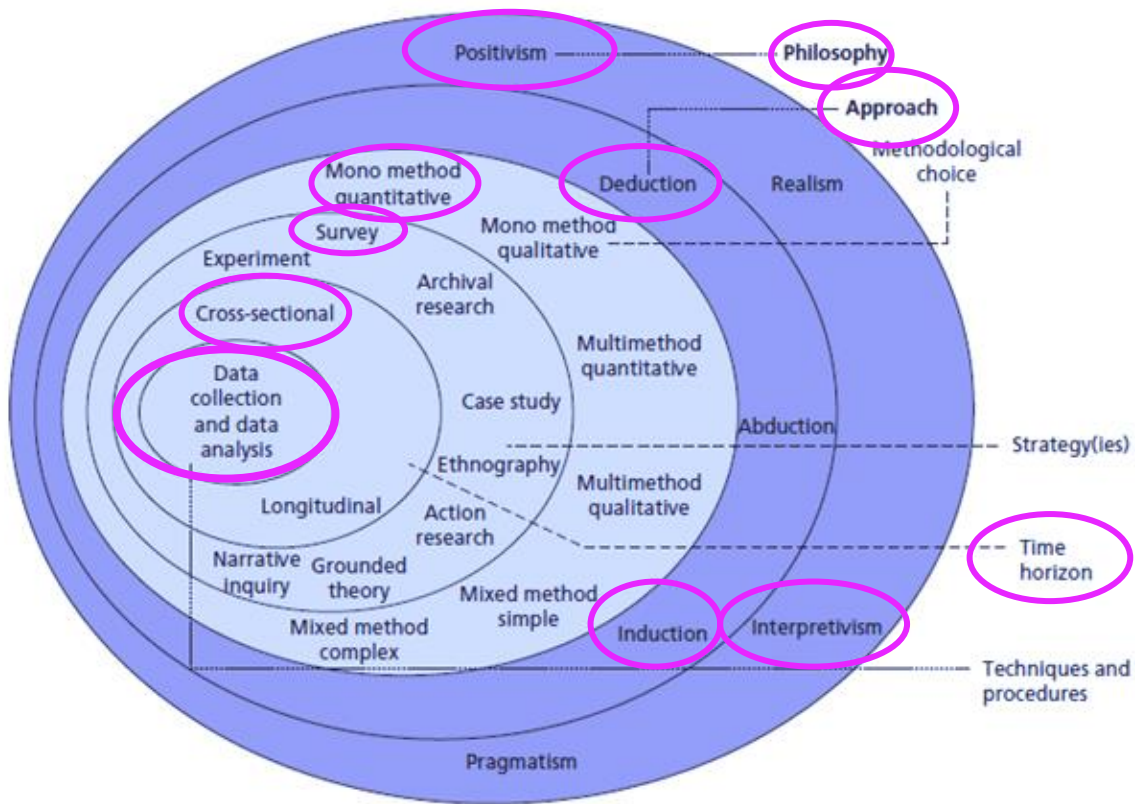 Positivism
Philosophy
Approach
Methodological
choice
Mono method
quantitative
Deduction
Realism
Survey
Mono method
qualitative
Experiment
Archival
research
Cross-sectional
Multimethod
quantitative
Data
collection
and data
analysis
Case study
Abduction
Strategy(ies)
Ethnography
Multimethod
qualitative
Longitudinal
Action
research
Time
horizon
Narrative
inquiry
Grounded
theory
Mixed method
simple
Induction
Interpretivism
Mixed method
complex
Techniques and
procedures
Pragmatism